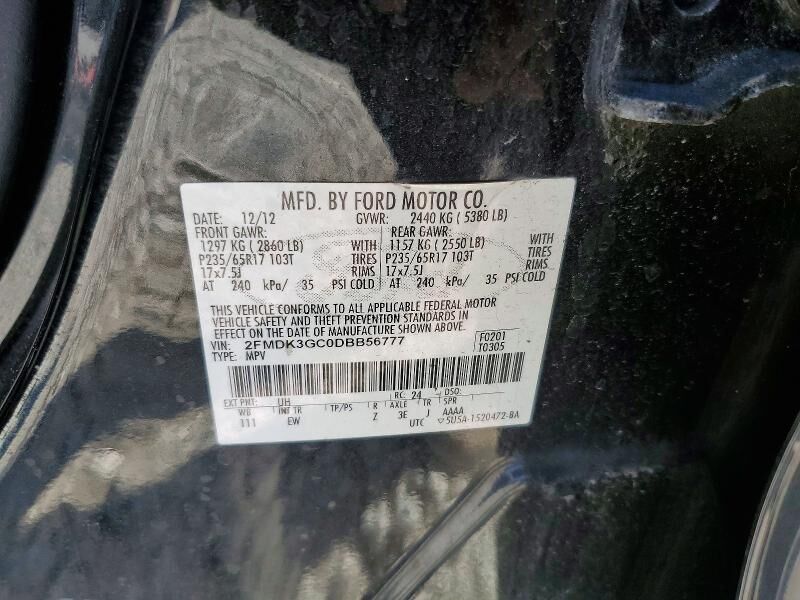 MFD. BY FORD MOTOR CO.
DATE: 12/12 GVWR: 2440 KG ( 5380 LB)
FRONT GAWR: REAR GAWR:
1297 KG ( 2860 LB) WITH 1157 KG ( 2550 LB) WITH
P235/65R17 103T TIRES P235/65R17 103T TIRES
17x7.5J RIMS 17x7.5J RIMS
AT 240 kPa/ 35 PSI COLD AT 240 kPa/ 35 PSI COLD
THIS VEHICLE CONFORMS TO ALL APPLICABLE FEDERAL MOTOR
VEHICLE SAFETY AND THEFT PREVENTION STANDARDS IN
EFFECT ON THE DATE OF MANUFACTURE SHOWN ABOVE.
VIN: 2FMDK3GC0DBB56777 F0201
TYPE: MPV T0305
EXT PNT: UH RC: 24 DSO:
WB INT TR TP/PS R AXLE TR SPR
111 EW Z 3E J AAAA
UTC ▽5U5A-1520472-BA